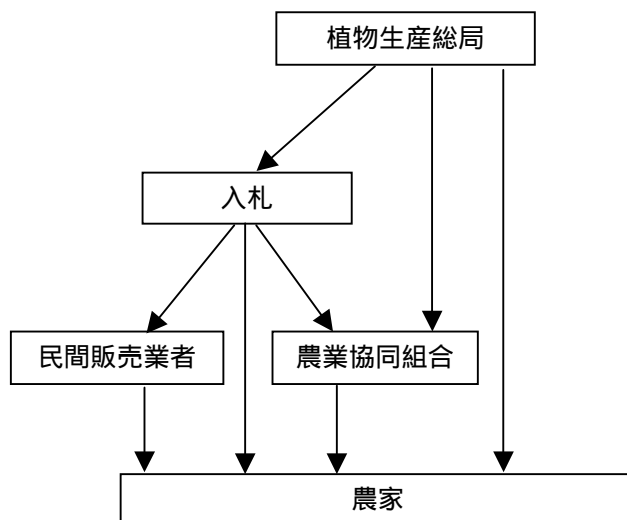 植物生産総局
入札
民間販売業者
農業協同組合
農家